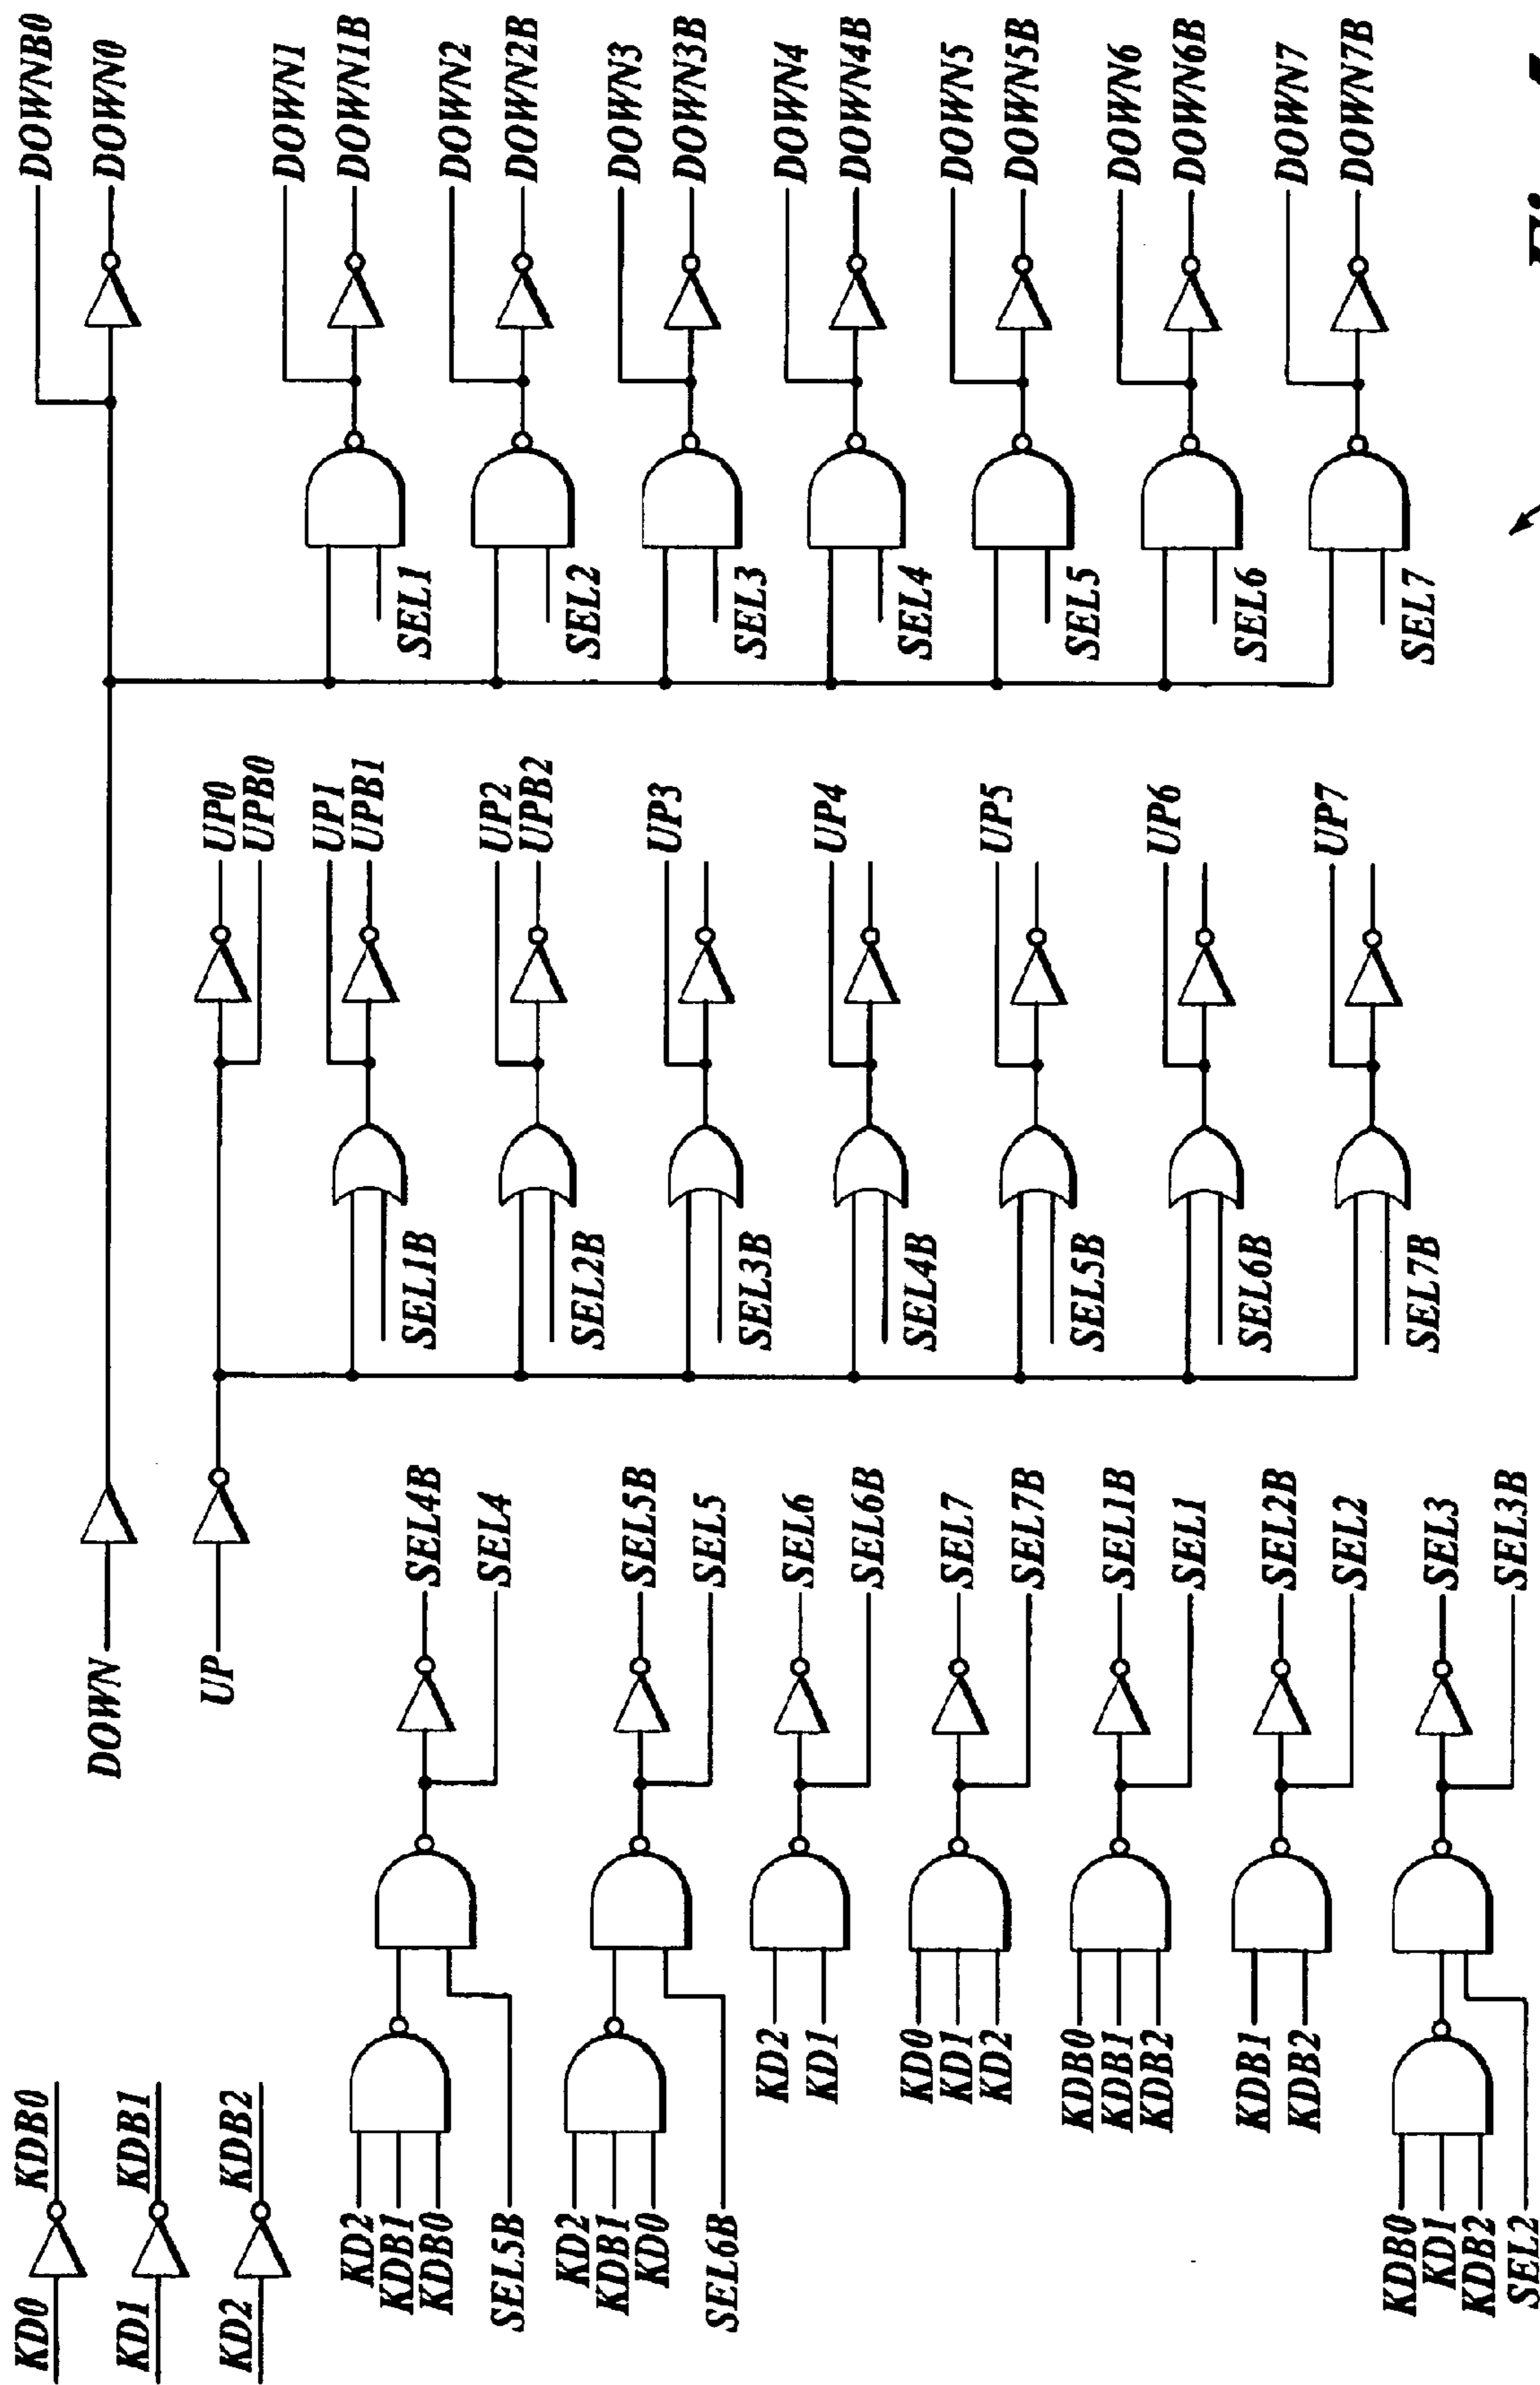 KD0
KDB0
KD1
KDB1
KD2
KDB2
DOWN
UP
KD2
KDB1
KDB0
SEL5B
SEL4B
SEL4
KD2
KDB1
KD0
SEL6B
SEL5B
SEL5
KD2
KD1
SEL6
SEL6B
KD0
KD1
KD2
SEL7
SEL7B
KDB0
KDB1
KDB2
SEL1B
SEL1
KDB1
KDB2
SEL2B
SEL2
KDB0
KD1
KDB2
SEL2
SEL3
SEL3B
UP0
UPB0
SEL1B
UP1
UPB1
SEL2B
UP2
UPB2
SEL3B
UP3
SEL4B
UP4
SEL5B
UP5
SEL6B
UP6
SEL7B
UP7
DOWNB0
DOWN0
SEL1
DOWN1
DOWN1B
SEL2
DOWN2
DOWN2B
SEL3
DOWN3
DOWN3B
SEL4
DOWN4
DOWN4B
SEL5
DOWN5
DOWN5B
SEL6
DOWN6
DOWN6B
SEL7
DOWN7
DOWN7B